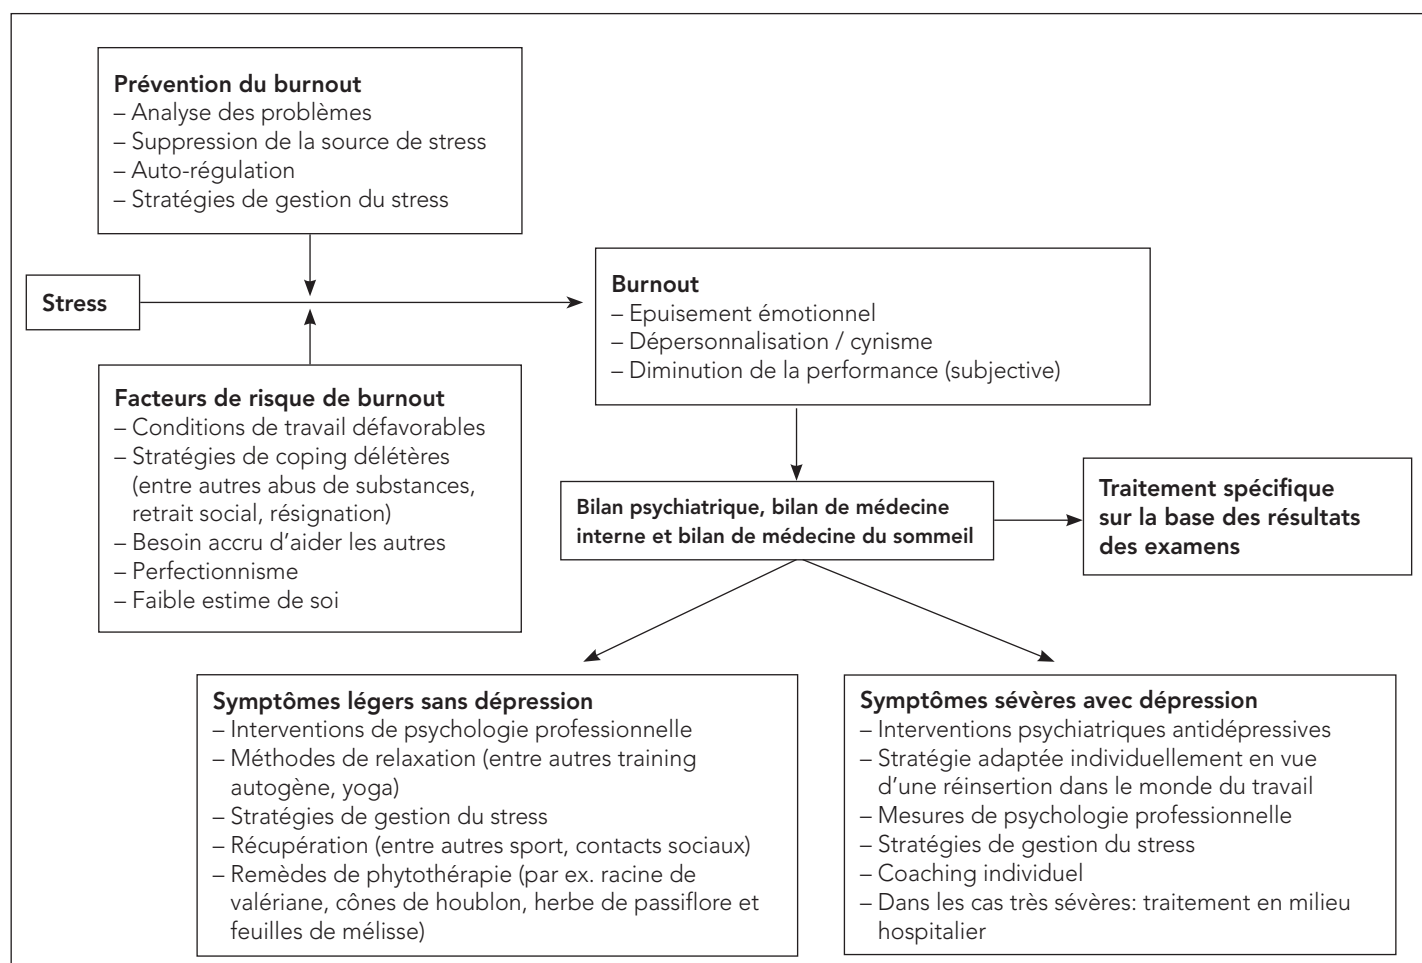 Prévention du burnout
– Analyse des problèmes
– Suppression de la source de stress
– Auto-régulation
– Stratégies de gestion du stress
Stress
Burnout
– Epuisement émotionnel
– Dépersonnalisation / cynisme
– Diminution de la performance (subjective)
Facteurs de risque de burnout
– Conditions de travail défavorables
– Stratégies de coping délétères
(entre autres abus de substances,
retrait social, résignation)
– Besoin accru d’aider les autres
– Perfectionnisme
– Faible estime de soi
Bilan psychiatrique, bilan de médecine
interne et bilan de médecine du sommeil
Traitement spécifique
sur la base des résultats
des examens
Symptômes légers sans dépression
– Interventions de psychologie professionnelle
– Méthodes de relaxation (entre autres training
autogène, yoga)
– Stratégies de gestion du stress
– Récupération (entre autres sport, contacts sociaux)
– Remèdes de phytothérapie (par ex. racine de
valériane, cônes de houblon, herbe de passiflore et
feuilles de mélisse)
Symptômes sévères avec dépression
– Interventions psychiatriques antidépressives
– Stratégie adaptée individuellement en vue
d’une réinsertion dans le monde du travail
– Mesures de psychologie professionnelle
– Stratégies de gestion du stress
– Coaching individuel
– Dans les cas très sévères: traitement en milieu
hospitalier